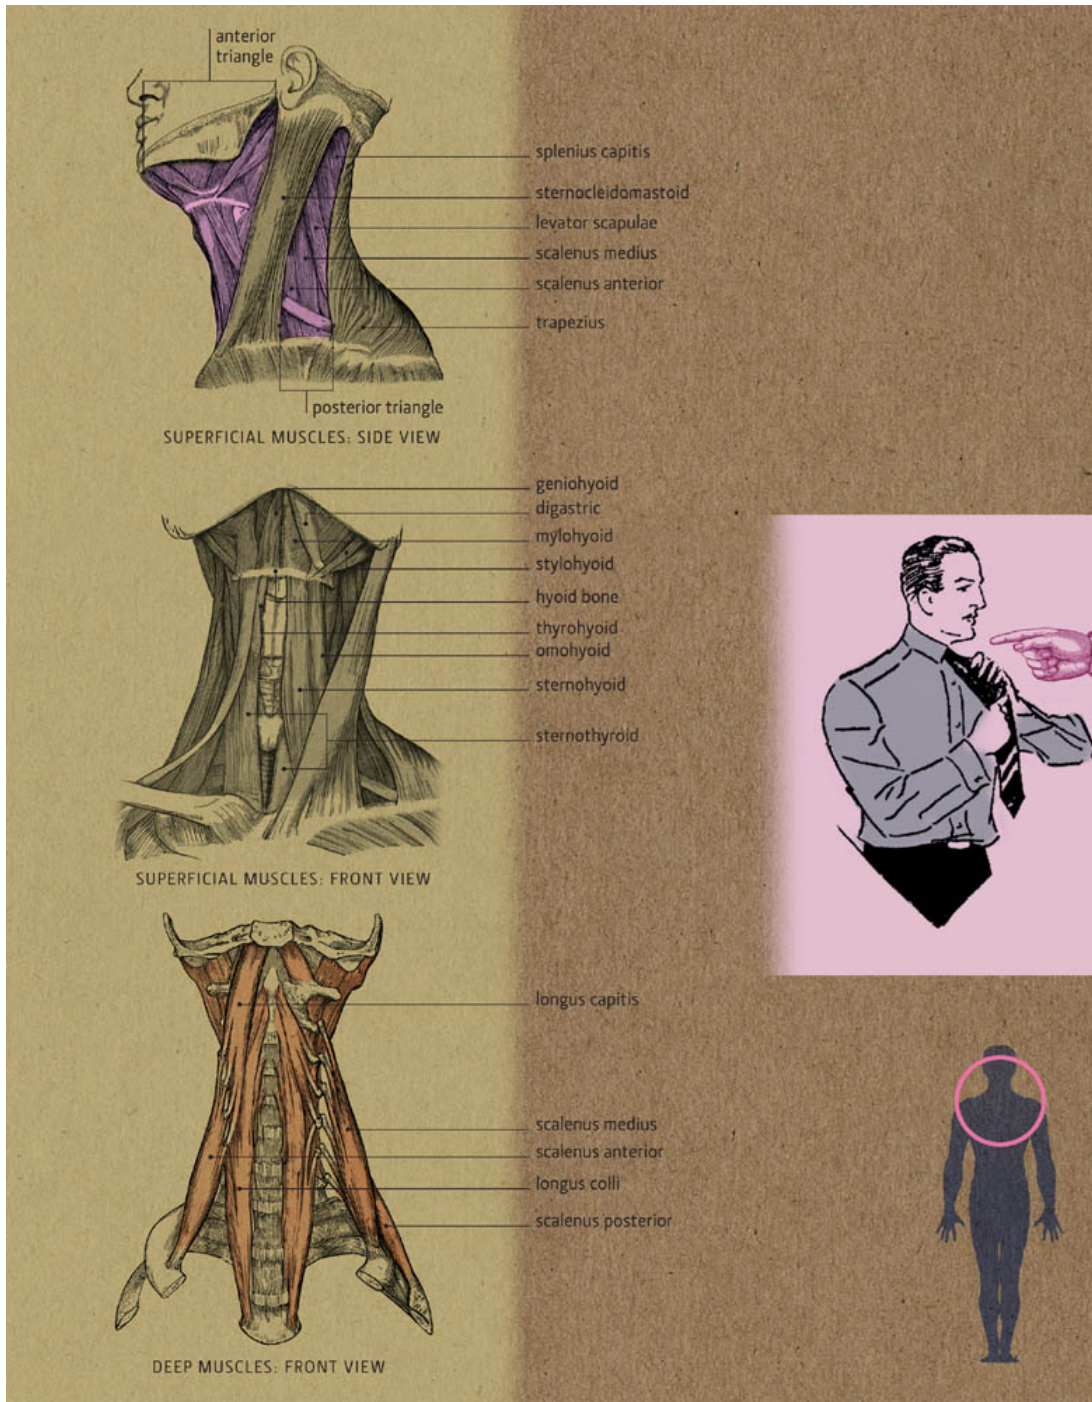 anterior
triangle
splenius capitis
sternocleidomastoid
levator scapulae
scalenus medius
scalenus anterior
trapezius
posterior triangle
SUPERFICIAL MUSCLES: SIDE VIEW
geniohyoid
digastric
mylohyoid
stylohyoid
hyoid bone
thyrohyoid
omohyoid
sternohyoid
sternothyroid
SUPERFICIAL MUSCLES: FRONT VIEW
longus capitis
scalenus medius
scalenus anterior
longus colli
scalenus posterior
DEEP MUSCLES: FRONT VIEW